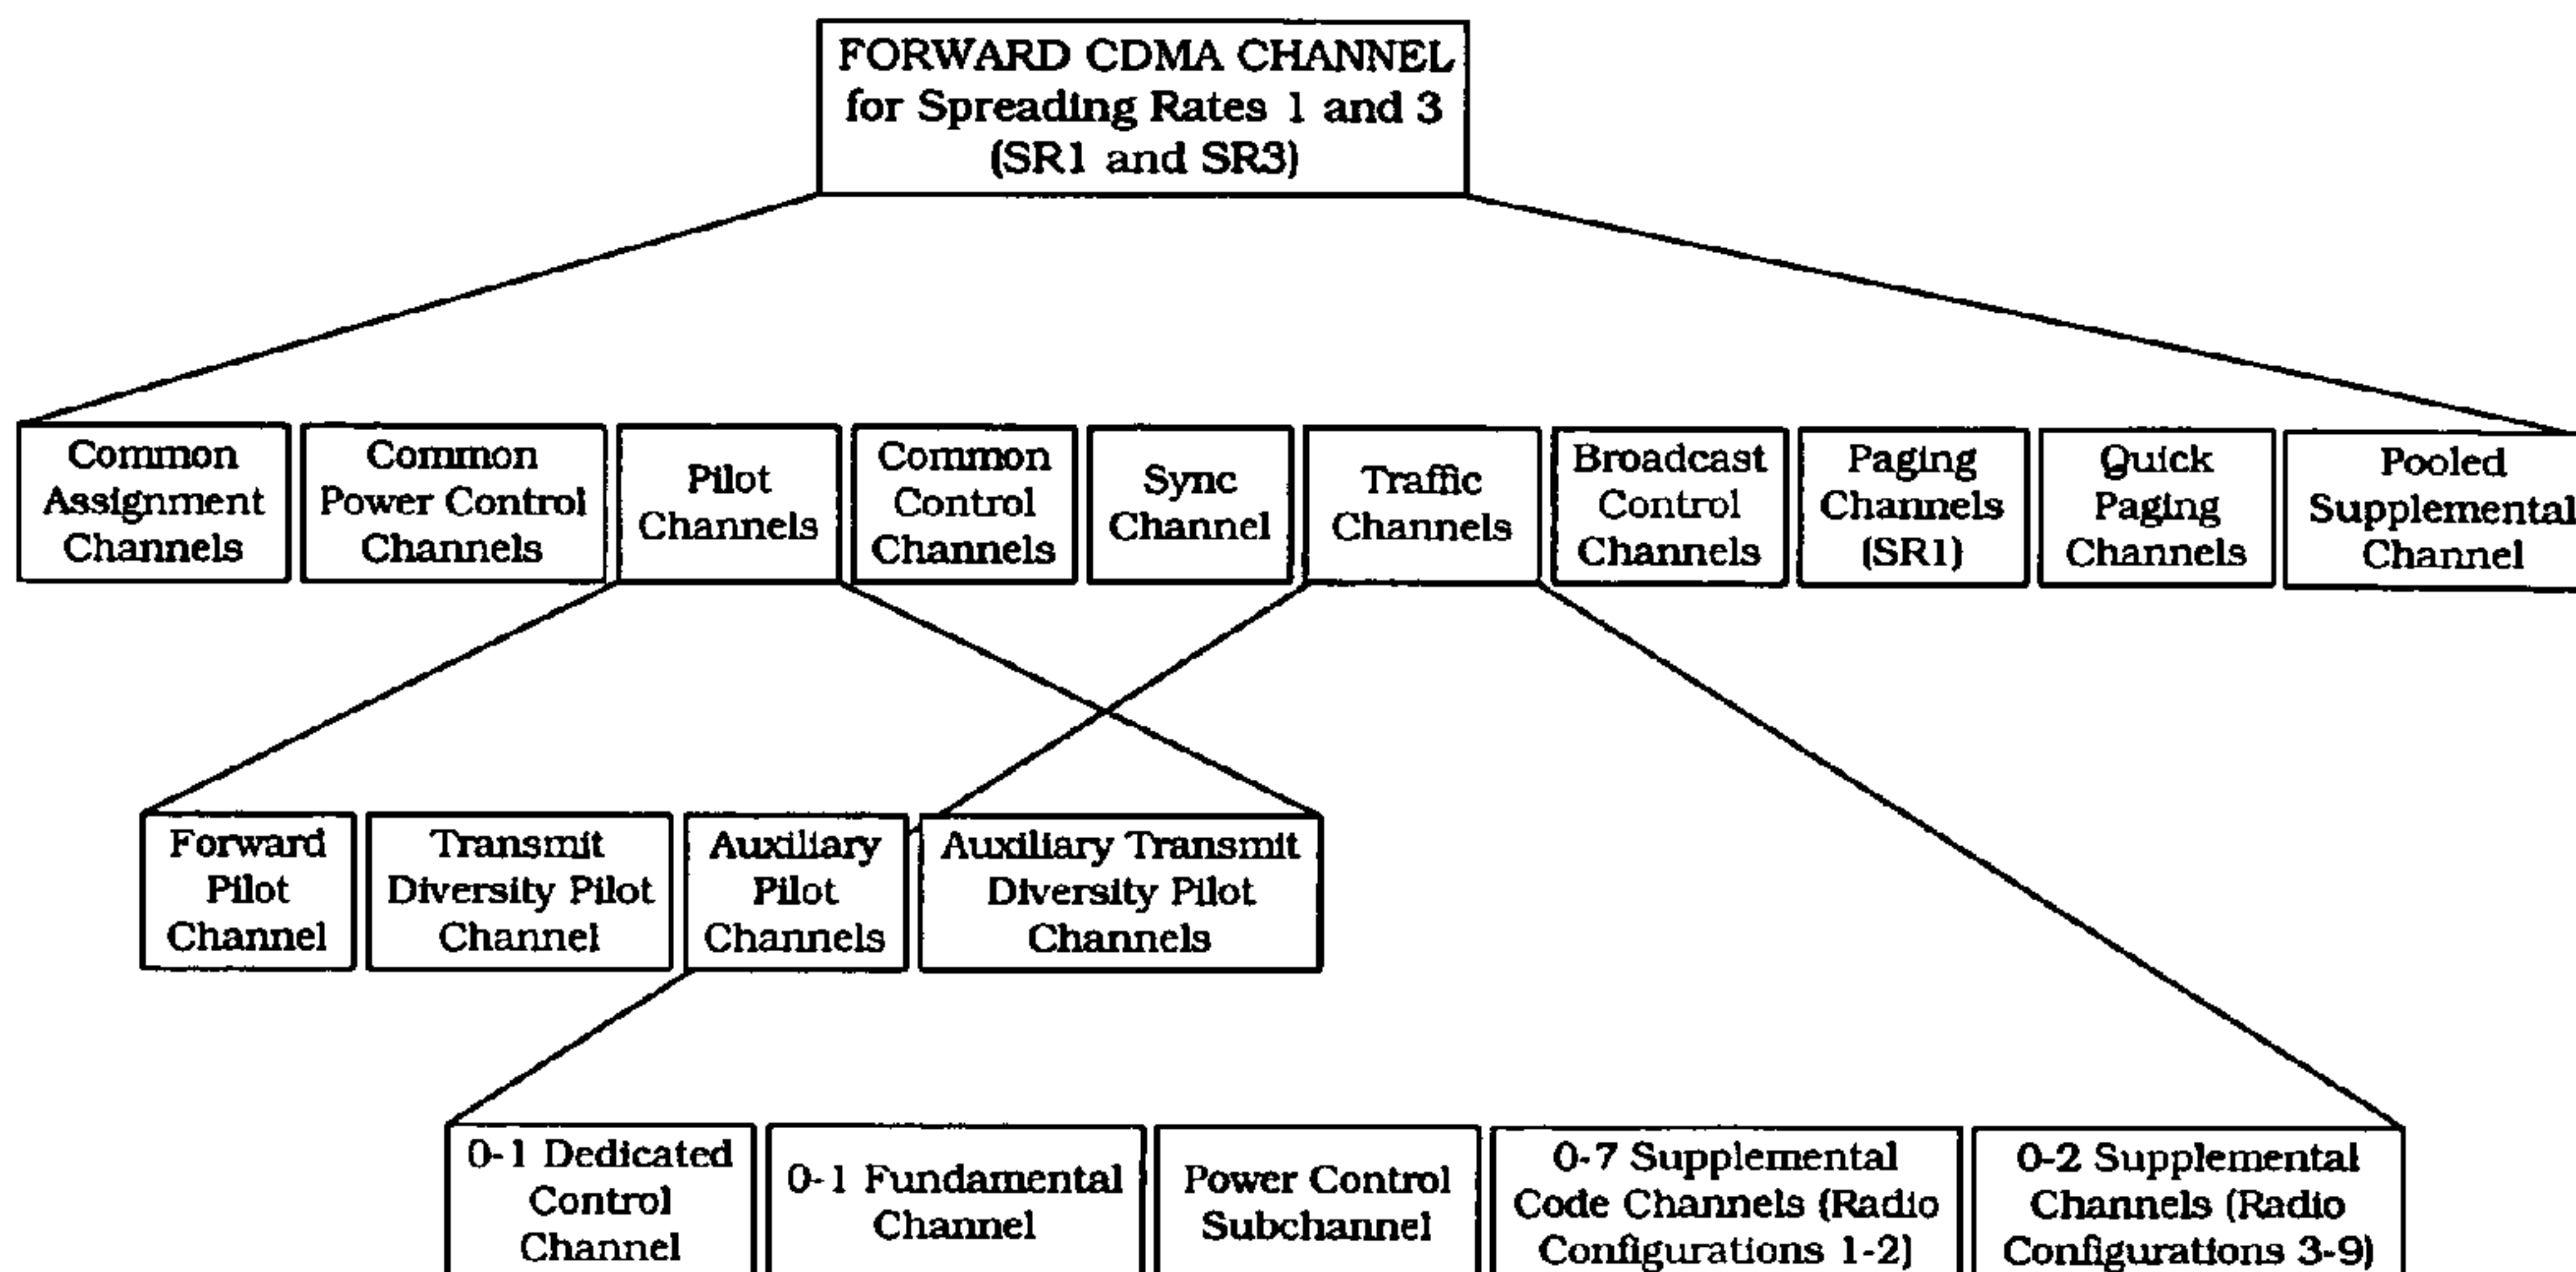 FORWARD CDMA CHANNEL
for Spreading Rates 1 and 3
(SR1 and SR3)
Common
Assignment
Channels
Common
Power Control
Channels
Pilot
Channels
Common
Control
Channels
Sync
Channel
Traffic
Channels
Broadcast
Control
Channels
Paging
Channels
(SR1)
Quick
Paging
Channels
Pooled
Supplemental
Channel
Forward
Pilot
Channel
Transmit
Diversity Pilot
Channel
Auxiliary
Pilot
Channels
Auxiliary Transmit
Diversity Pilot
Channels
0-1 Dedicated
Control
Channel
0-1 Fundamental
Channel
Power Control
Subchannel
0-7 Supplemental
Code Channels (Radio
Configurations 1-2)
0-2 Supplemental
Channels (Radio
Configurations 3-9)